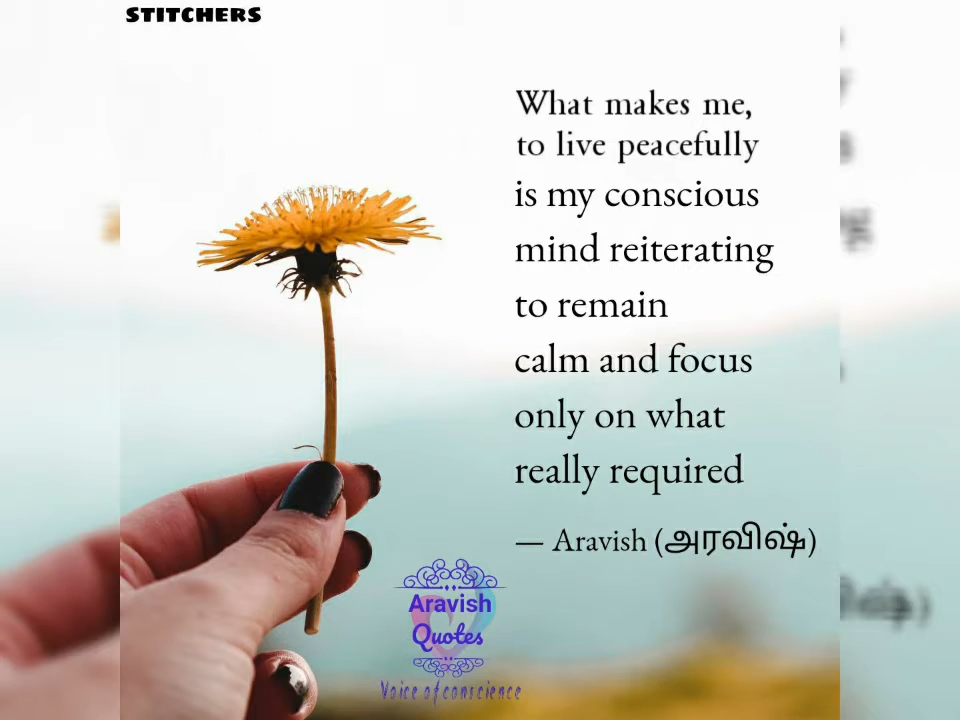 STITCHERS
What makes me,
to live peacefully
is my conscious
mind reiterating
to remain
calm and focus
only on what
really required
— Aravish (அரவிஷ்)
Aravish
Quotes
Voice of conscience